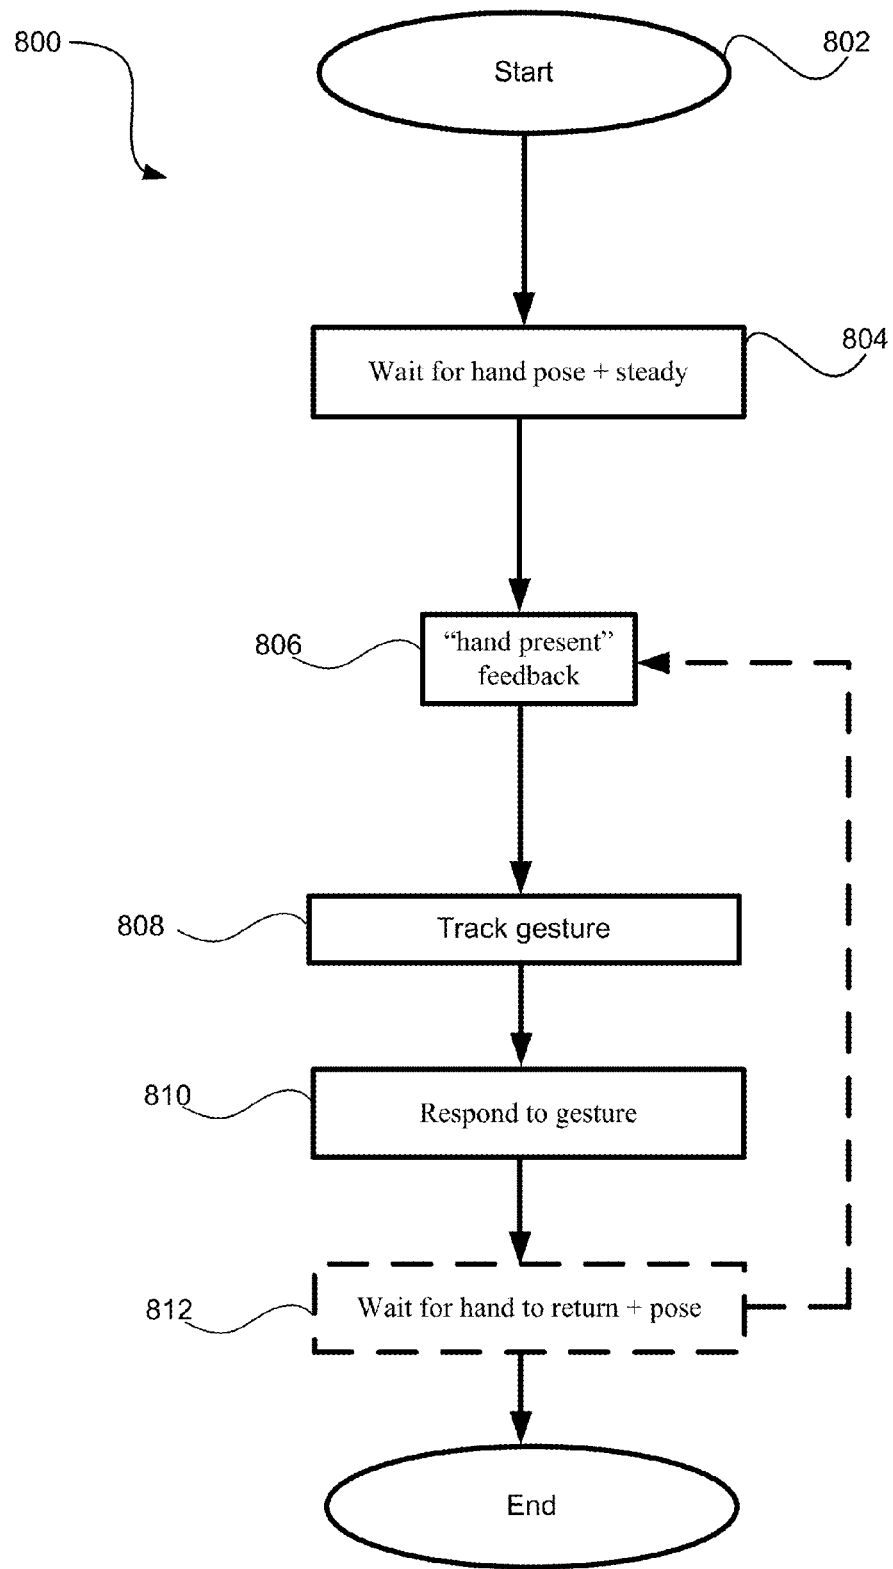 800
802
Start
804
Wait for hand pose + steady
806
“hand present”
feedback
808
Track gesture
810
Respond to gesture
812
Wait for hand to return + pose
End